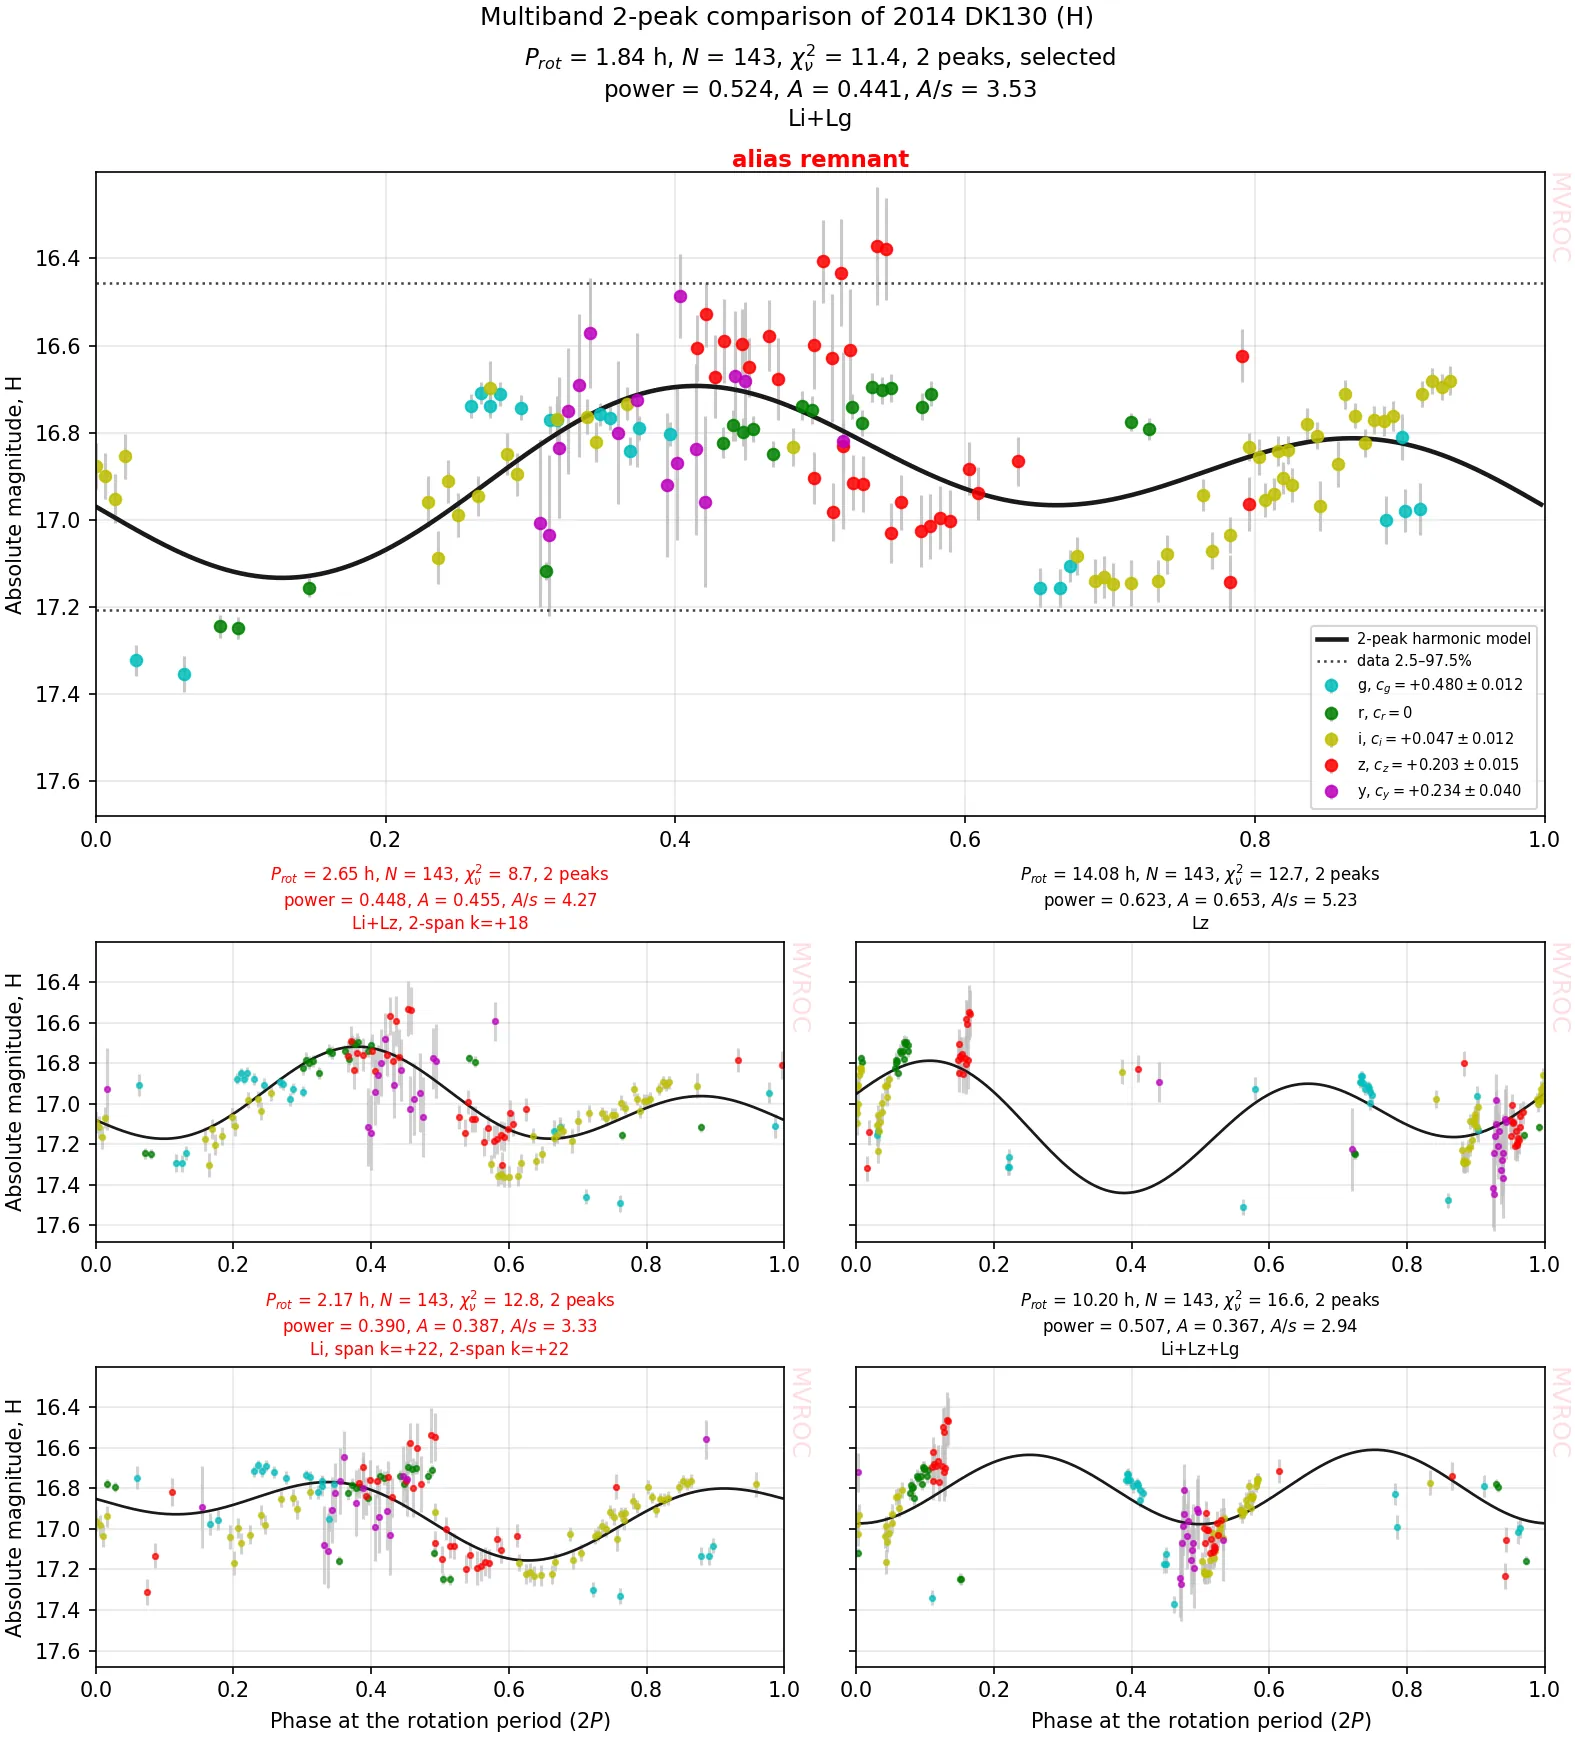 Multiband 2-peak comparison of 2014 DK130 (H)
P_rot = 1.84 h, N = 143, χ²_ν = 11.4, 2 peaks, selected
power = 0.524, A = 0.441, A/s = 3.53
Li+Lg
alias remnant
MVROC
Absolute magnitude, H
16.4
16.6
16.8
17.0
17.2
17.4
17.6
2-peak harmonic model
data 2.5–97.5%
g, c_g = +0.480 ± 0.012
r, c_r = 0
i, c_i = +0.047 ± 0.012
z, c_z = +0.203 ± 0.015
y, c_y = +0.234 ± 0.040
0.0 0.2 0.4 0.6 0.8 1.0
P_rot = 2.65 h, N = 143, χ²_ν = 8.7, 2 peaks
power = 0.448, A = 0.455, A/s = 4.27
Li+Lz, 2-span k=+18
MVROC
Absolute magnitude, H
16.4
16.6
16.8
17.0
17.2
17.4
17.6
0.0 0.2 0.4 0.6 0.8 1.0
P_rot = 14.08 h, N = 143, χ²_ν = 12.7, 2 peaks
power = 0.623, A = 0.653, A/s = 5.23
Lz
MVROC
0.0 0.2 0.4 0.6 0.8 1.0
P_rot = 2.17 h, N = 143, χ²_ν = 12.8, 2 peaks
power = 0.390, A = 0.387, A/s = 3.33
Li, span k=+22, 2-span k=+22
MVROC
Absolute magnitude, H
16.4
16.6
16.8
17.0
17.2
17.4
17.6
0.0 0.2 0.4 0.6 0.8 1.0
Phase at the rotation period (2P)
P_rot = 10.20 h, N = 143, χ²_ν = 16.6, 2 peaks
power = 0.507, A = 0.367, A/s = 2.94
Li+Lz+Lg
MVROC
0.0 0.2 0.4 0.6 0.8 1.0
Phase at the rotation period (2P)